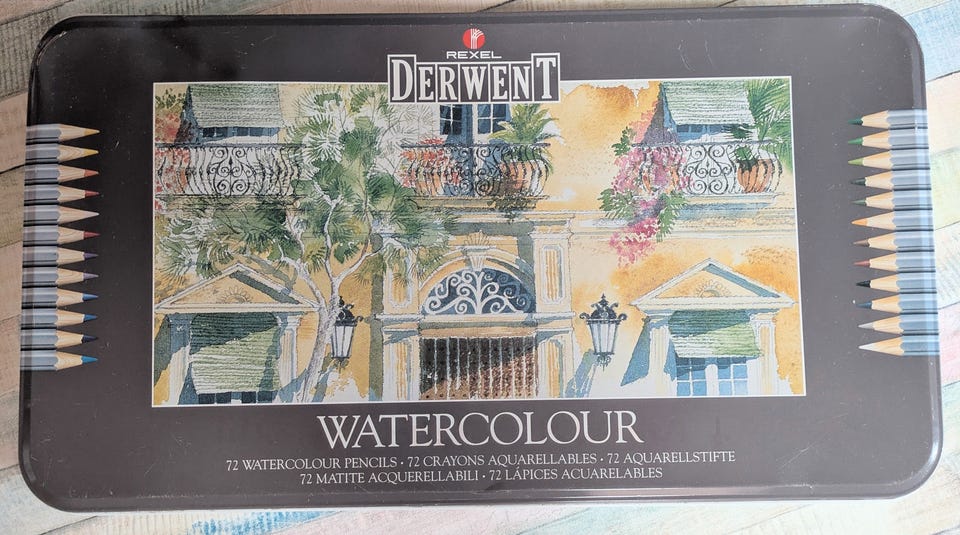 REXEL
DERWENT
WATERCOLOUR
72 WATERCOLOUR PENCILS · 72 CRAYONS AQUARELLABLES · 72 AQUARELLSTIFTE
72 MATITE ACQUERELLABILI · 72 LÁPICES ACUARELABLES